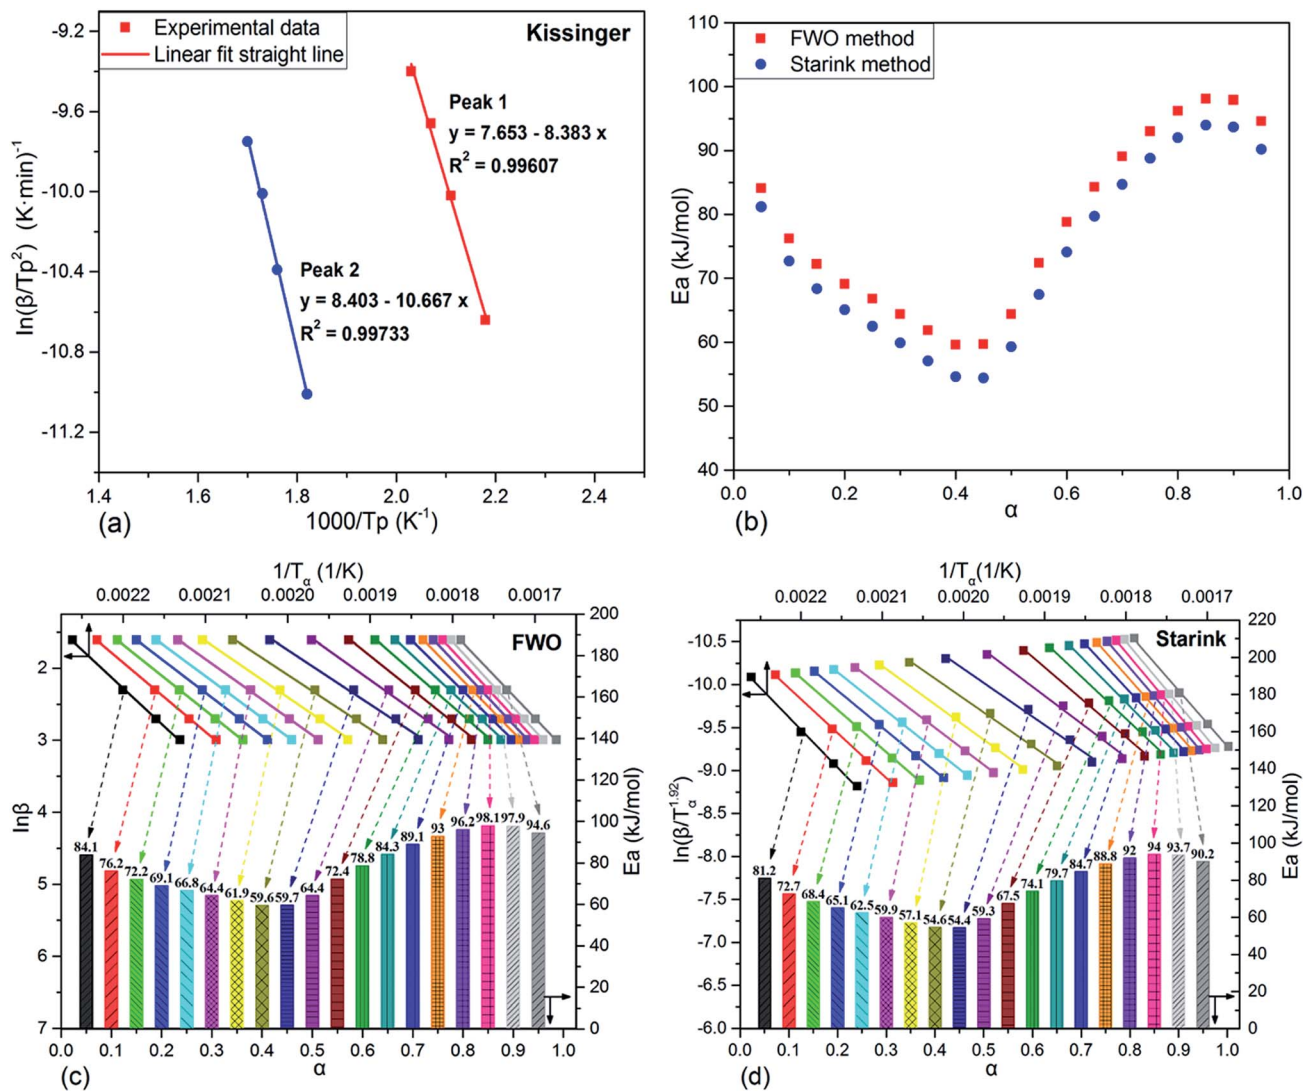 Experimental data
Linear fit straight line
Kissinger
Peak 1
y = 7.653 - 8.383 x
R² = 0.99607
Peak 2
y = 8.403 - 10.667 x
R² = 0.99733
ln(β/Tp²) (K·min)⁻¹
-9.2
-9.6
-10.0
-10.4
-10.8
-11.2
1.4 1.6 1.8 2.0 2.2 2.4
1000/Tp (K⁻¹)
(a)
FWO method
Starink method
Ea (kJ/mol)
110
100
90
80
70
60
50
40
0.0 0.2 0.4 0.6 0.8 1.0
α
(b)
1/Tα (1/K)
0.0022 0.0021 0.0020 0.0019 0.0018 0.0017
FWO
lnβ
2
3
4
5
6
7
84.1 76.2 72.2 69.1 66.8 64.4 61.9 59.6 59.7 64.4 72.4 78.8 84.3 89.1 93 96.2 98.1 97.9 94.6
200
180
160
140
120
100
80
60
40
20
0
Ea (kJ/mol)
0.0 0.1 0.2 0.3 0.4 0.5 0.6 0.7 0.8 0.9 1.0
α
(c)
1/Tα (1/K)
0.0022 0.0021 0.0020 0.0019 0.0018 0.0017
Starink
ln(β/Tα⁻¹·⁹²)
-10.5
-10.0
-9.5
-9.0
-8.5
-8.0
-7.5
-7.0
-6.5
-6.0
81.2 72.7 68.4 65.1 62.5 59.9 57.1 54.6 54.4 59.3 67.5 74.1 79.7 84.7 88.8 92 94 93.7 90.2
220
200
180
160
140
120
100
80
60
40
20
0
Ea (kJ/mol)
0.0 0.1 0.2 0.3 0.4 0.5 0.6 0.7 0.8 0.9 1.0
α
(d)